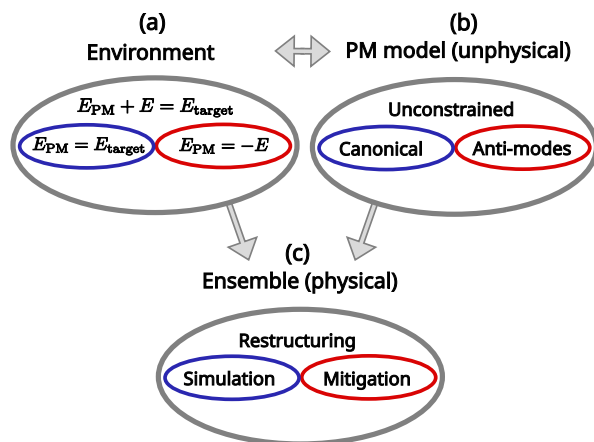 (a)
Environment
E_PM + E = E_target
E_PM = E_target
E_PM = −E
(b)
PM model (unphysical)
Unconstrained
Canonical
Anti-modes
(c)
Ensemble (physical)
Restructuring
Simulation
Mitigation